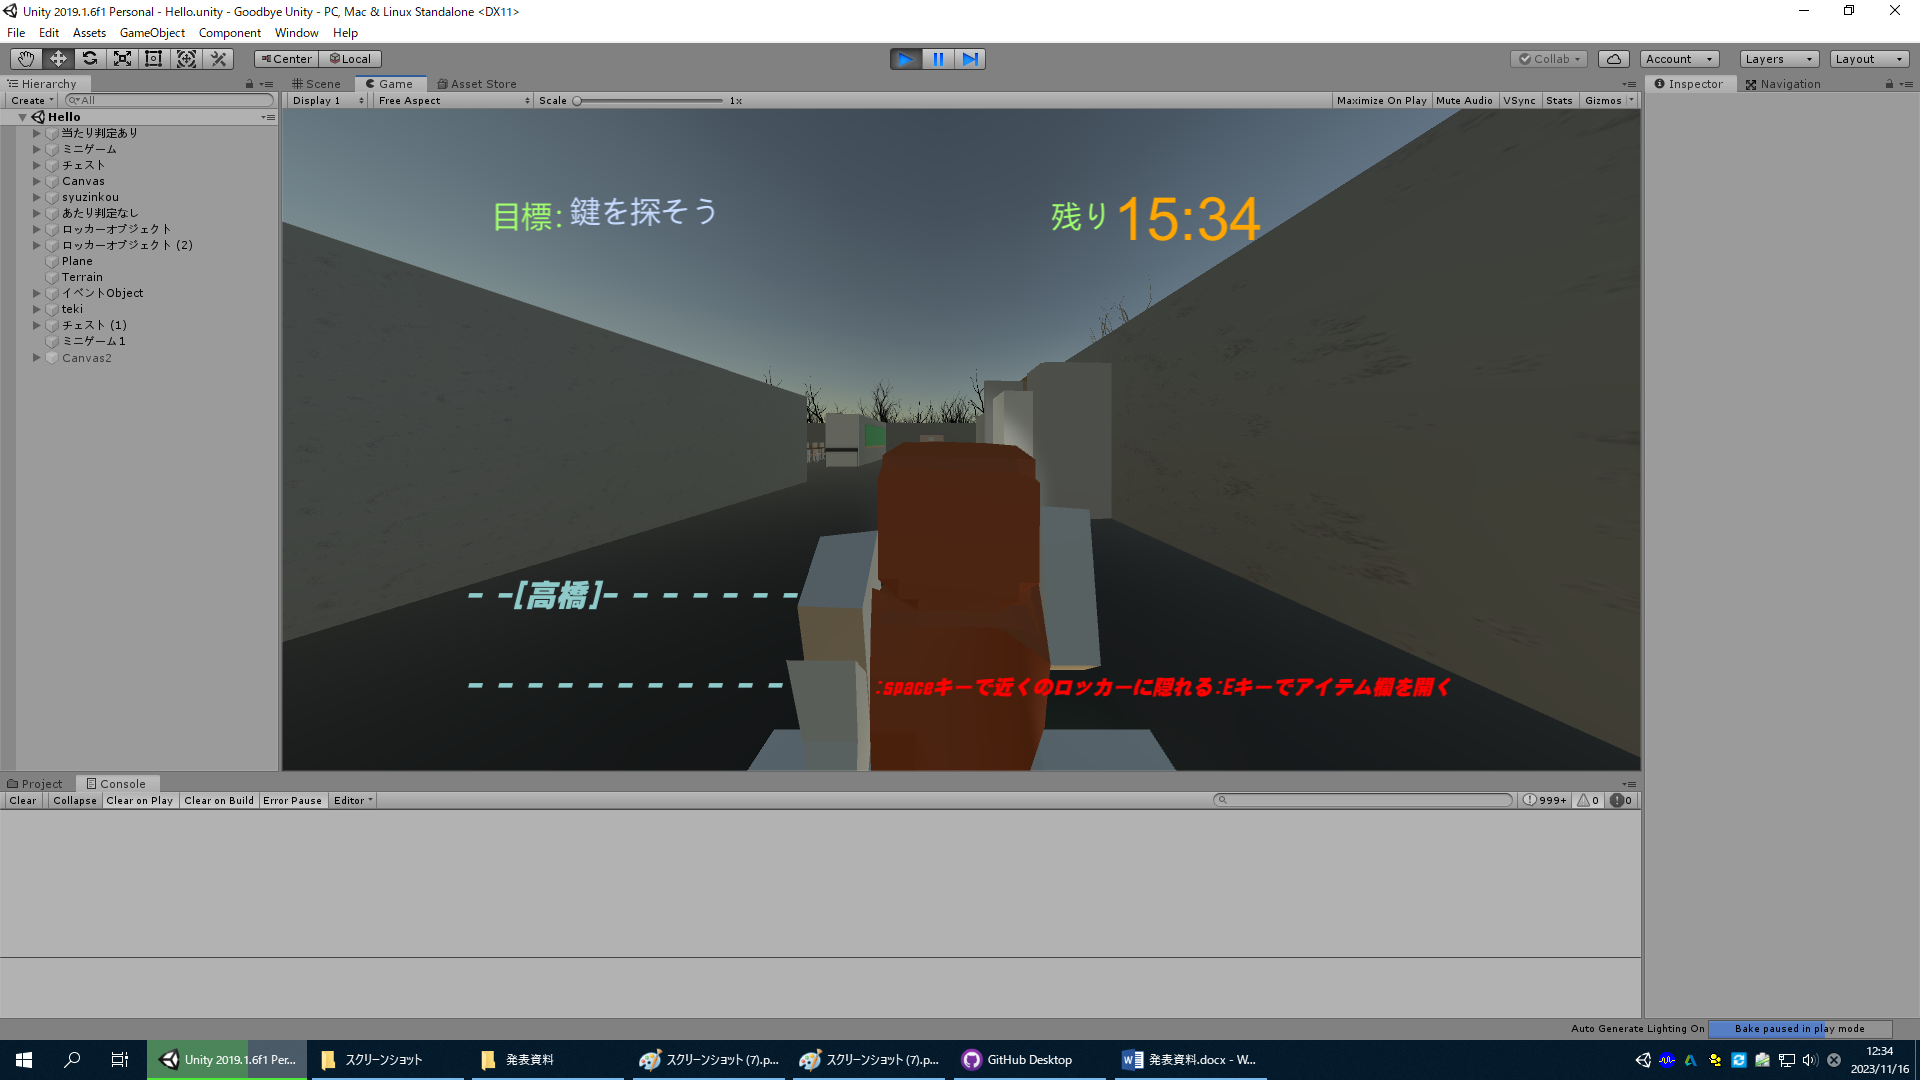 Unity 2019.1.6f1 Personal - Hello.unity - Goodbye Unity - PC, Mac & Linux Standalone <DX11>
File Edit Assets GameObject Component Window Help
Center Local Collab Account Layers Layout
Hierarchy Scene Game Asset Store Inspector Navigation
Create All Display 1 Free Aspect Scale 1x Maximize On Play Mute Audio VSync Stats Gizmos
Hello
当たり判定あり
ミニゲーム
チェスト
Canvas
syuzinkou
あたり判定なし
ロッカーオブジェクト
ロッカーオブジェクト (2)
Plane
Terrain
イベントObject
teki
チェスト (1)
ミニゲーム１
Canvas2
目標: 鍵を探そう
残り 15:34
- -[高橋]- - - - - - -
- - - - - - - - - - - -
:spaceキーで近くのロッカーに隠れる:Eキーでアイテム欄を開く
Project Console
Clear Collapse Clear on Play Clear on Build Error Pause Editor 999+ 0 0
Auto Generate Lighting On Bake paused in play mode
Unity 2019.1.6f1 Per... スクリーンショット 発表資料 スクリーンショット (7).p... スクリーンショット (7).p... GitHub Desktop 発表資料.docx - W...
12:34
2023/11/16